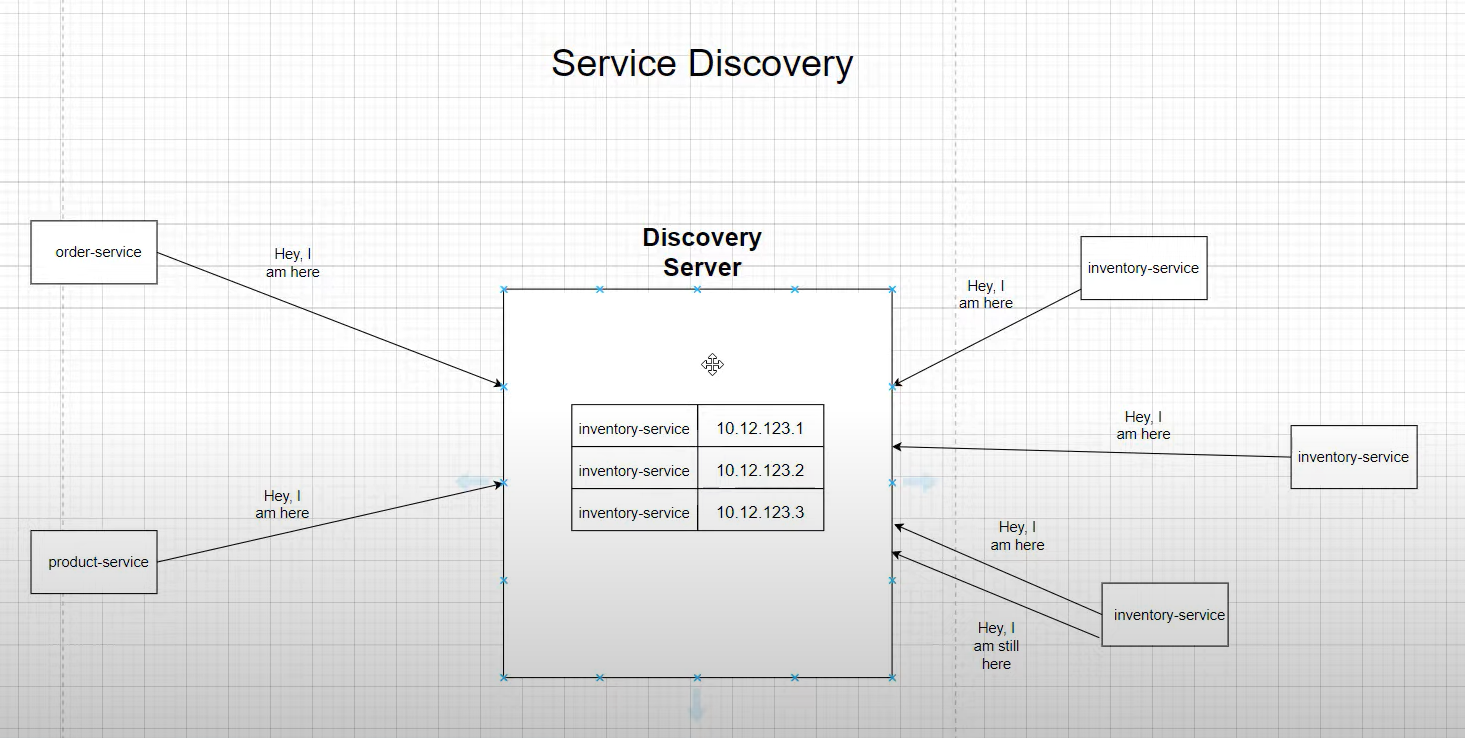 Service Discovery
order-service
Hey, I
am here
Discovery
Server
Hey, I
am here
inventory-service
inventory-service 10.12.123.1
inventory-service 10.12.123.2
inventory-service 10.12.123.3
Hey, I
am here
inventory-service
Hey, I
am here
product-service
Hey, I
am here
inventory-service
Hey, I
am still
here